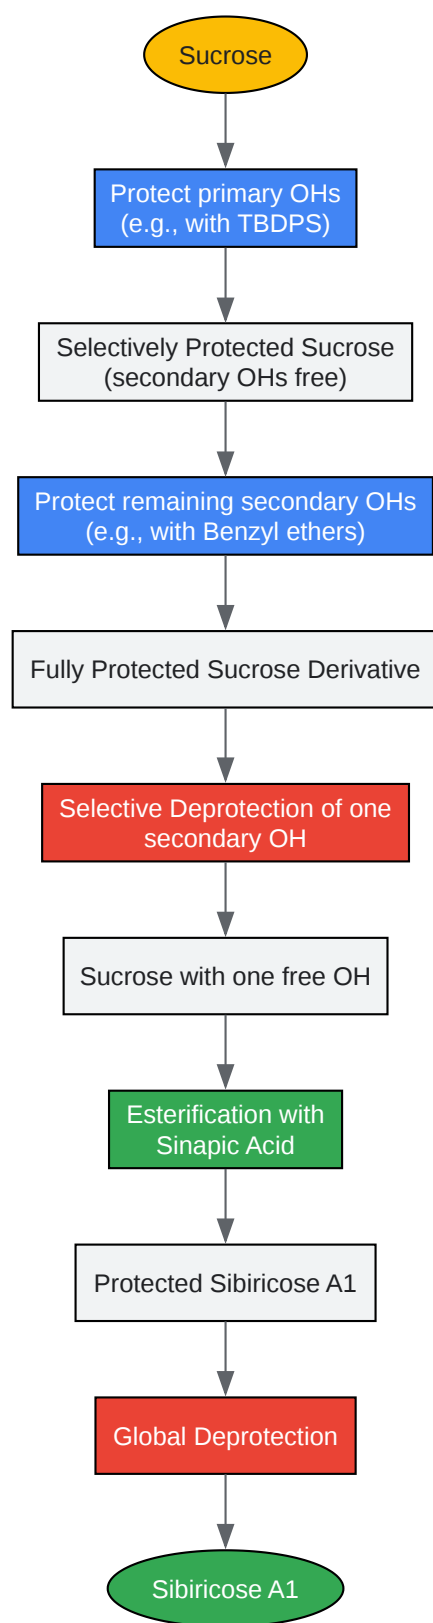 Sucrose
Protect primary OHs
(e.g., with TBDPS)
Selectively Protected Sucrose
(secondary OHs free)
Protect remaining secondary OHs
(e.g., with Benzyl ethers)
Fully Protected Sucrose Derivative
Selective Deprotection of one
secondary OH
Sucrose with one free OH
Esterification with
Sinapic Acid
Protected Sibiricose A1
Global Deprotection
Sibiricose A1